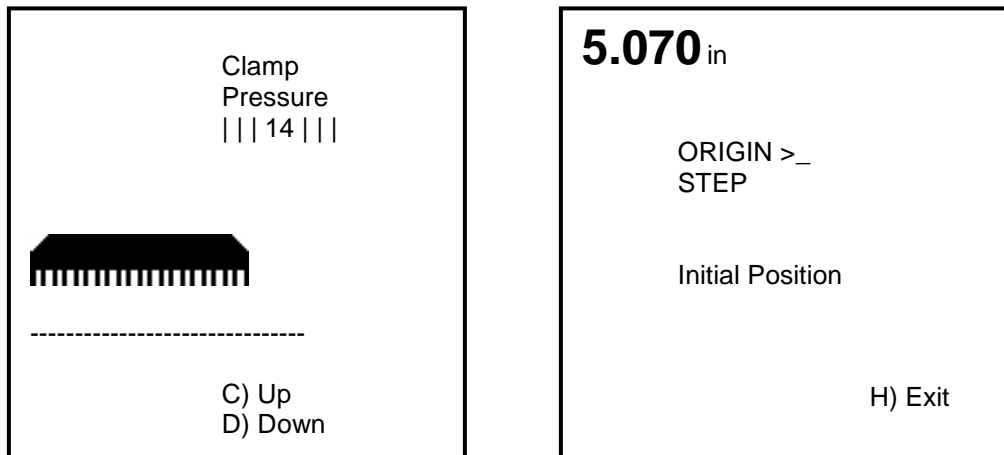 Clamp
Pressure
| | | 14 | | |
-------------------------------
C) Up
D) Down
5.070 in
ORIGIN >_
STEP
Initial Position
H) Exit